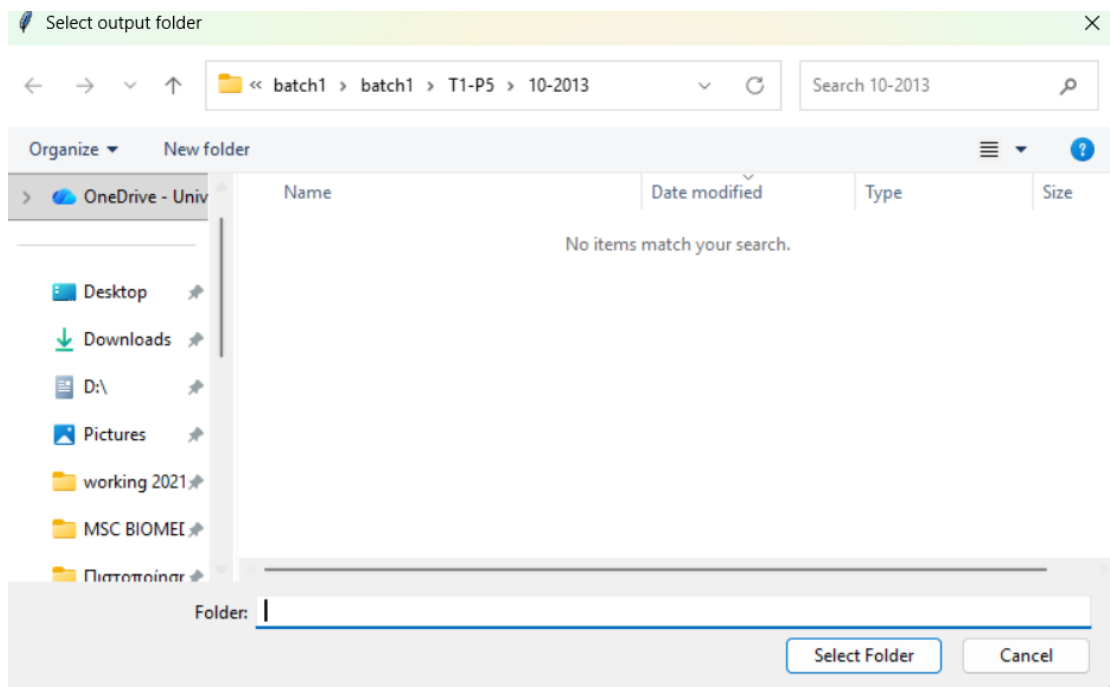 Select output folder
« batch1 > batch1 > T1-P5 > 10-2013
Search 10-2013
Organize
New folder
OneDrive - Univ
Name
Date modified
Type
Size
No items match your search.
Desktop
Downloads
D:\
Pictures
working 2021
MSC BIOMEI
Πιστοποίησr
Folder:
Select Folder
Cancel